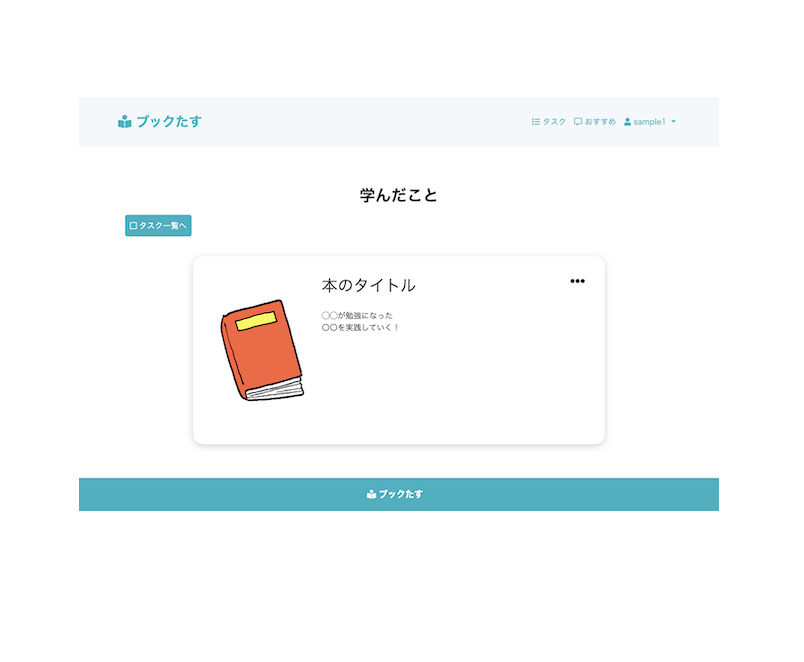 ブックたす
タスク おすすめ sample1
学んだこと
タスク一覧へ
本のタイトル
◯◯が勉強になった
〇〇を実践していく！
ブックたす